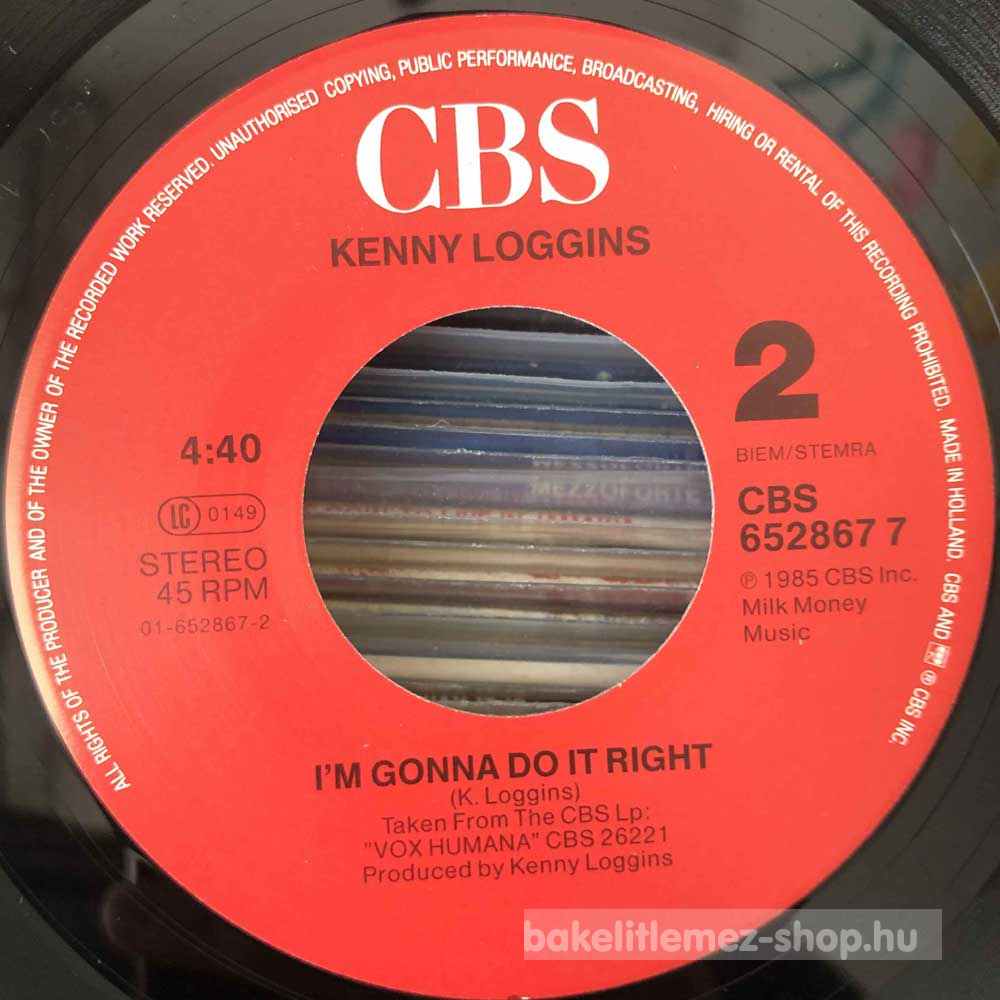 ALL RIGHTS OF THE PRODUCER AND OF THE OWNER OF THE RECORDED WORK RESERVED. UNAUTHORISED COPYING, PUBLIC PERFORMANCE, BROADCASTING, HIRING OR RENTAL OF THIS RECORDING PROHIBITED. MADE IN HOLLAND. CBS AND ® CBS INC.
CBS
KENNY LOGGINS
2
BIEM/STEMRA
4:40
LC 0149
STEREO
45 RPM
01-652867-2
CBS
652867 7
℗ 1985 CBS Inc.
Milk Money
Music
MEZZOFORTE
I'M GONNA DO IT RIGHT
(K. Loggins)
Taken From The CBS Lp:
"VOX HUMANA" CBS 26221
Produced by Kenny Loggins
bakelitlemez-shop.hu